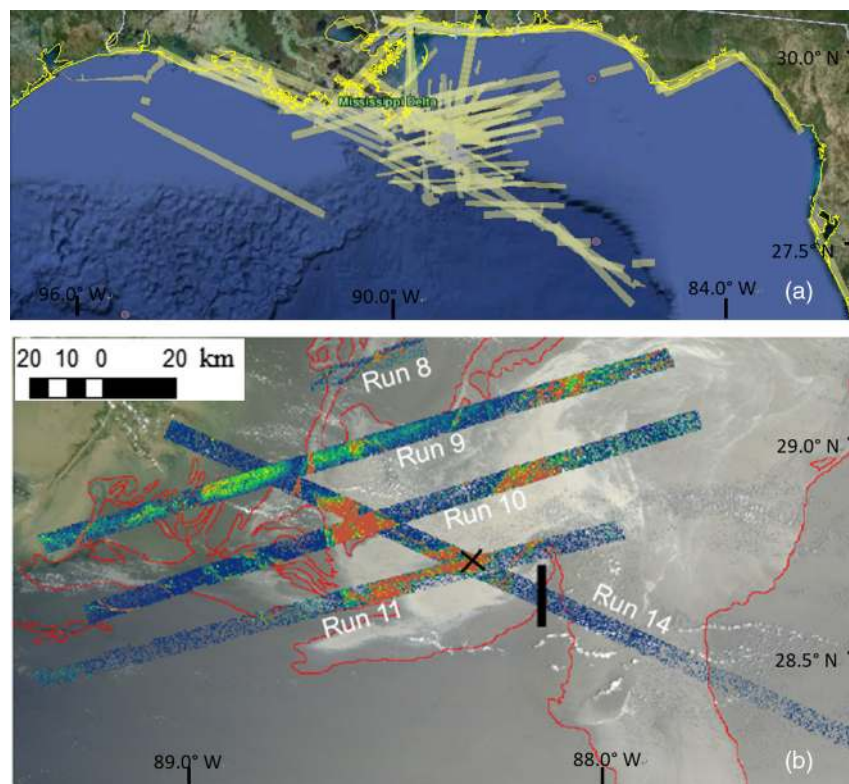 30.0° N
Mississippi Delta
27.5° N
96.0° W
90.0° W
84.0° W
(a)
20 10 0 20 km
Run 8
Run 9
29.0° N
Run 10
Run 11
Run 14
28.5° N
89.0° W
88.0° W
(b)